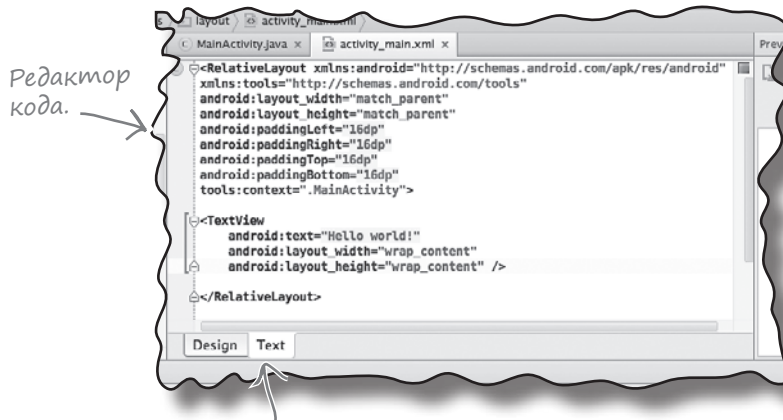 layout activity_main.xml
MainActivity.java × activity_main.xml ×
Редактор
кода.
<RelativeLayout xmlns:android="http://schemas.android.com/apk/res/android"
xmlns:tools="http://schemas.android.com/tools"
android:layout_width="match_parent"
android:layout_height="match_parent"
android:paddingLeft="16dp"
android:paddingRight="16dp"
android:paddingTop="16dp"
android:paddingBottom="16dp"
tools:context=".MainActivity">
<TextView
android:text="Hello world!"
android:layout_width="wrap_content"
android:layout_height="wrap_content" />
</RelativeLayout>
Design Text